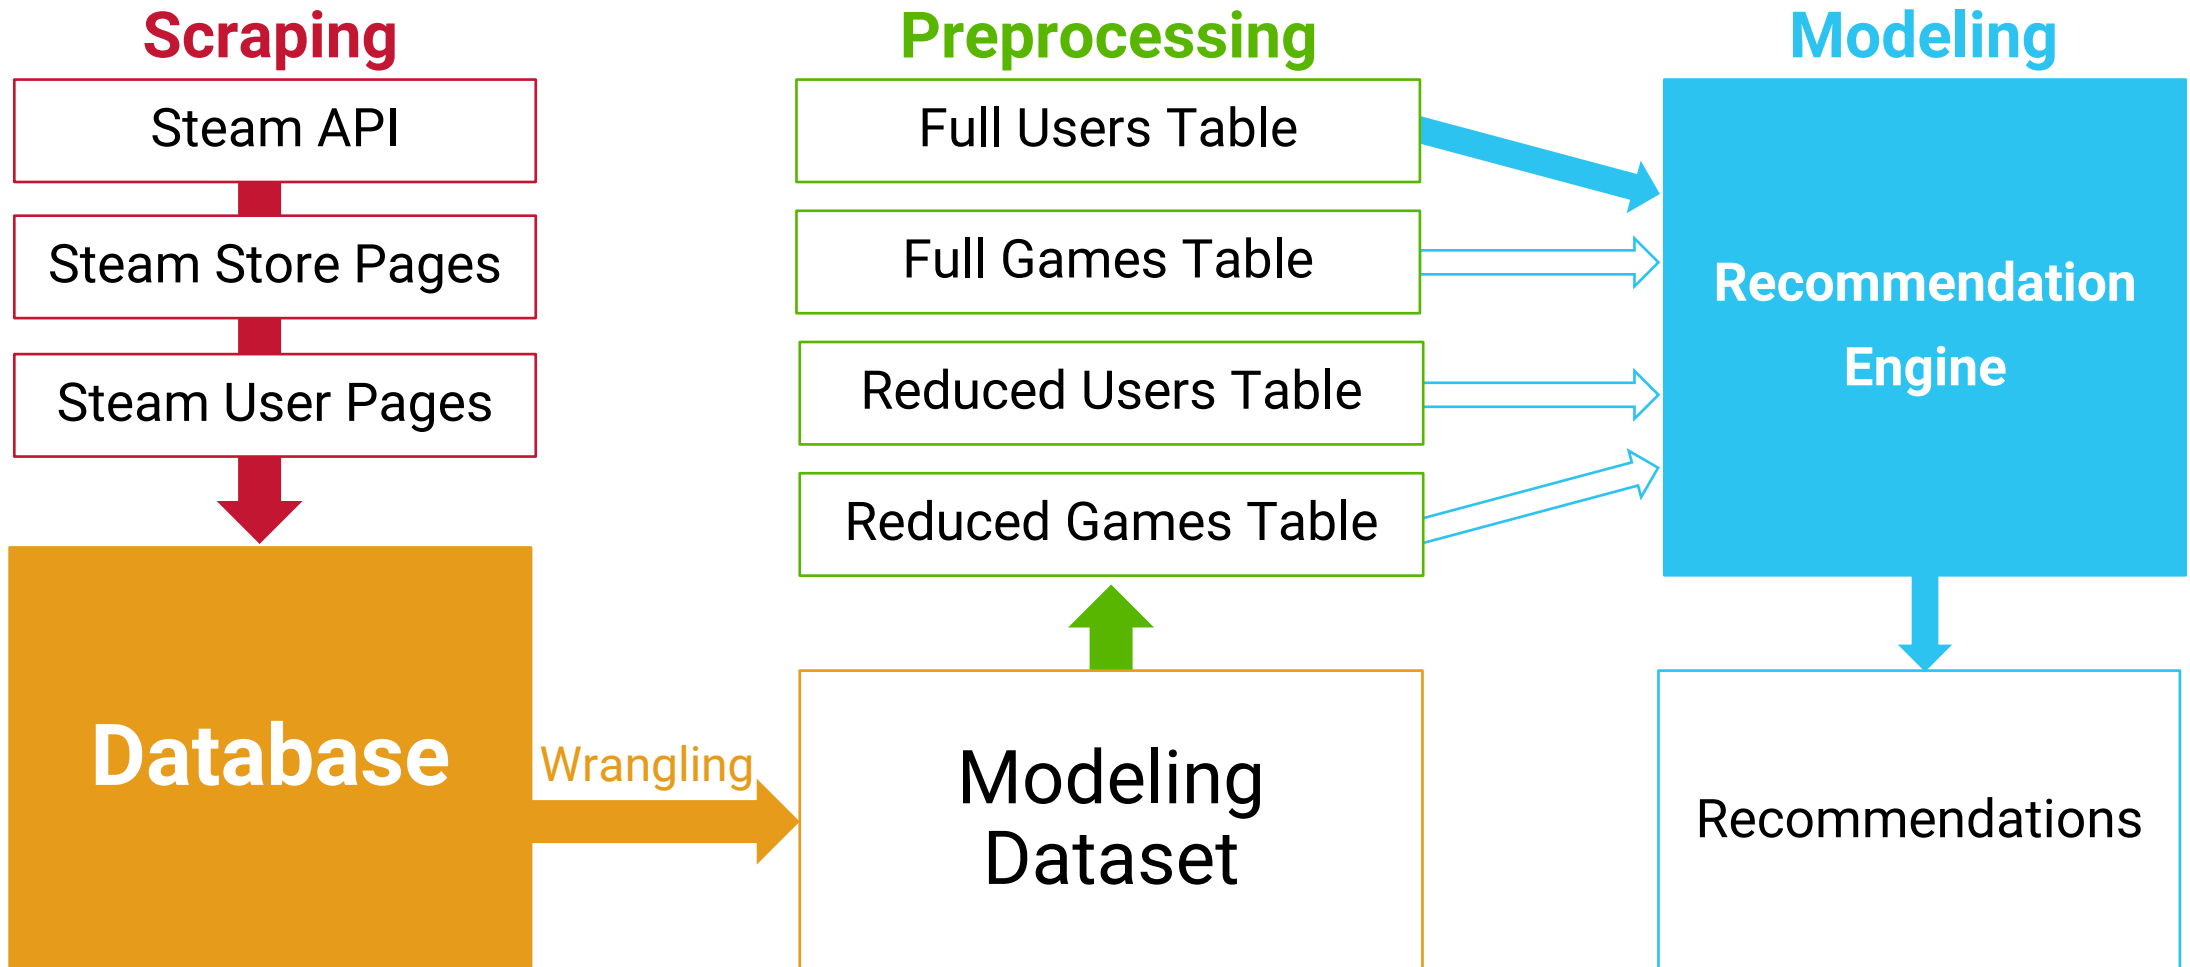 Scraping
Steam API
Steam Store Pages
Steam User Pages
Database
Wrangling
Preprocessing
Full Users Table
Full Games Table
Reduced Users Table
Reduced Games Table
Modeling
Dataset
Modeling
Recommendation
Engine
Recommendations